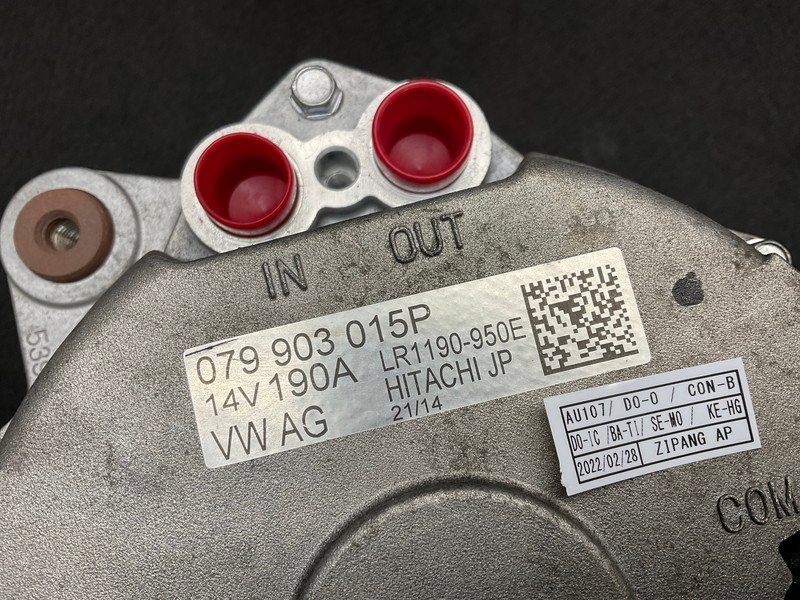 IN OUT
079 903 015P
14V 190A LR1190-950E
VW AG HITACHI JP
21/14
AU107/ DO-O / CON-B
DO-IC /BA-TI/ SE-MO / KE-HG
2022/02/28 ZIPANG AP
COM